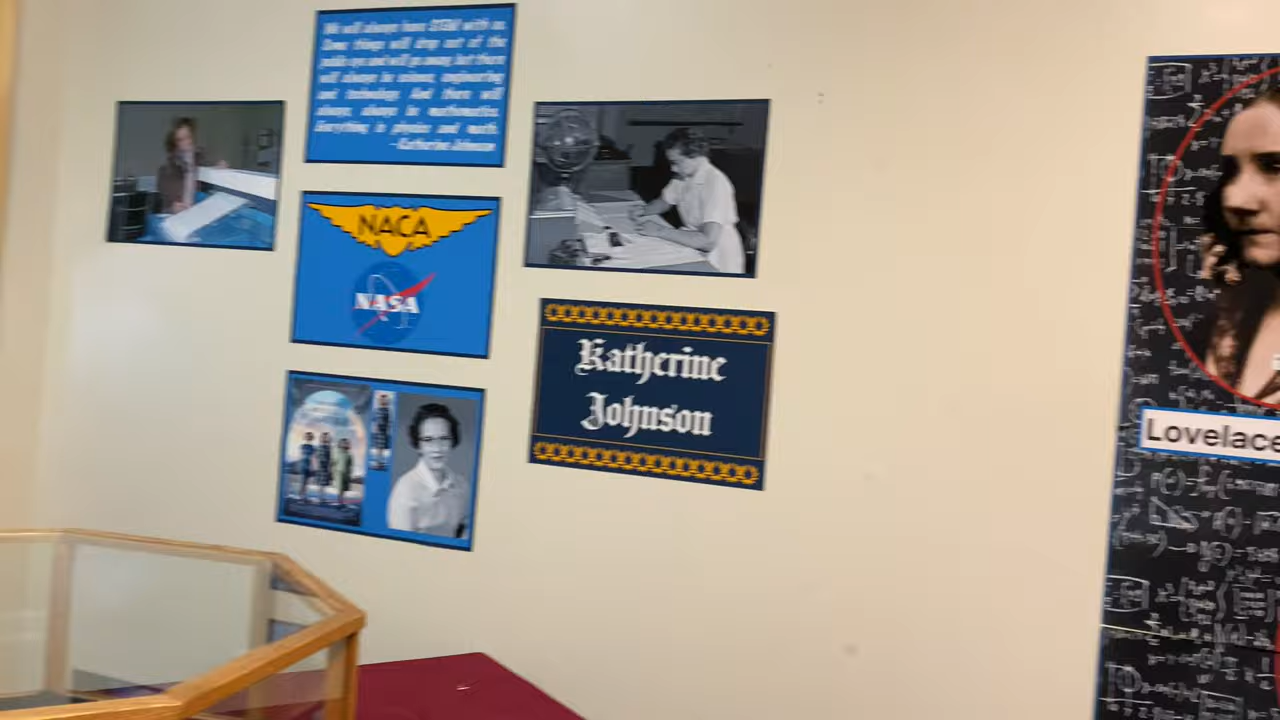 We will always have STEM with us.
Some things will drop out of the
public eye and will go away, but there
will always be science, engineering
and technology. And there will
always, always be mathematics.
Everything is physics and math.
-Katherine Johnson
NACA
NASA
Katherine
Johnson
Lovelace